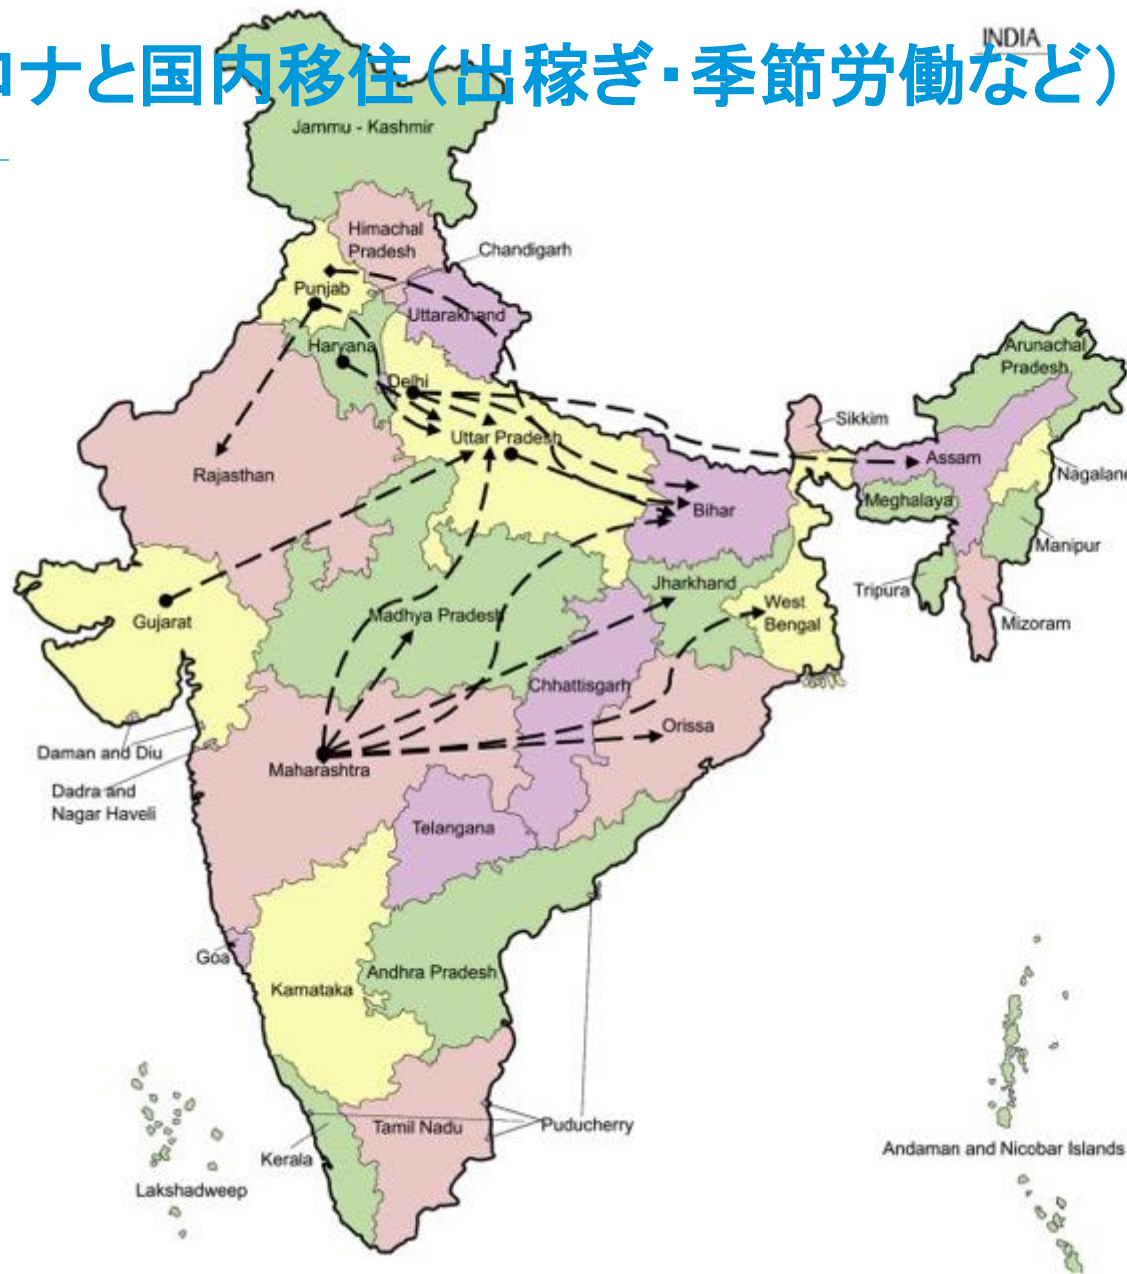 INDIA
ロナと国内移住（出稼ぎ・季節労働など）
Jammu - Kashmir
Himachal
Pradesh
Chandigarh
Punjab
Uttarakhand
Haryana
Delhi
Arunachal
Pradesh
Sikkim
Uttar Pradesh
Assam
Rajasthan
Nagaland
Meghalaya
Bihar
Manipur
Jharkhand
Tripura
West
Bengal
Madhya Pradesh
Gujarat
Mizoram
Chhattisgarh
Orissa
Daman and Diu
Maharashtra
Dadra and
Nagar Haveli
Telangana
Goa
Andhra Pradesh
Karnataka
Tamil Nadu
Puducherry
Kerala
Lakshadweep
Andaman and Nicobar Islands